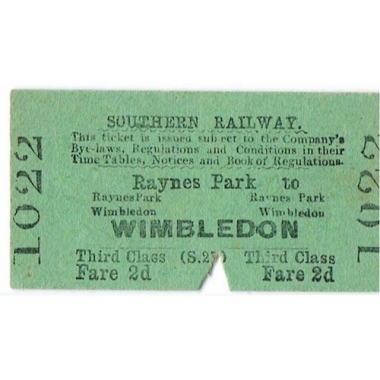 SOUTHERN RAILWAY.
This ticket is issued subject to the Company's
Bye-laws, Regulations and Conditions in their
Time Tables, Notices and Book of Regulations.
Raynes Park to
Raynes Park Raynes Park
Wimbledon Wimbledon
WIMBLEDON
Third Class (S.2) Third Class
Fare 2d Fare 2d
1022
1022